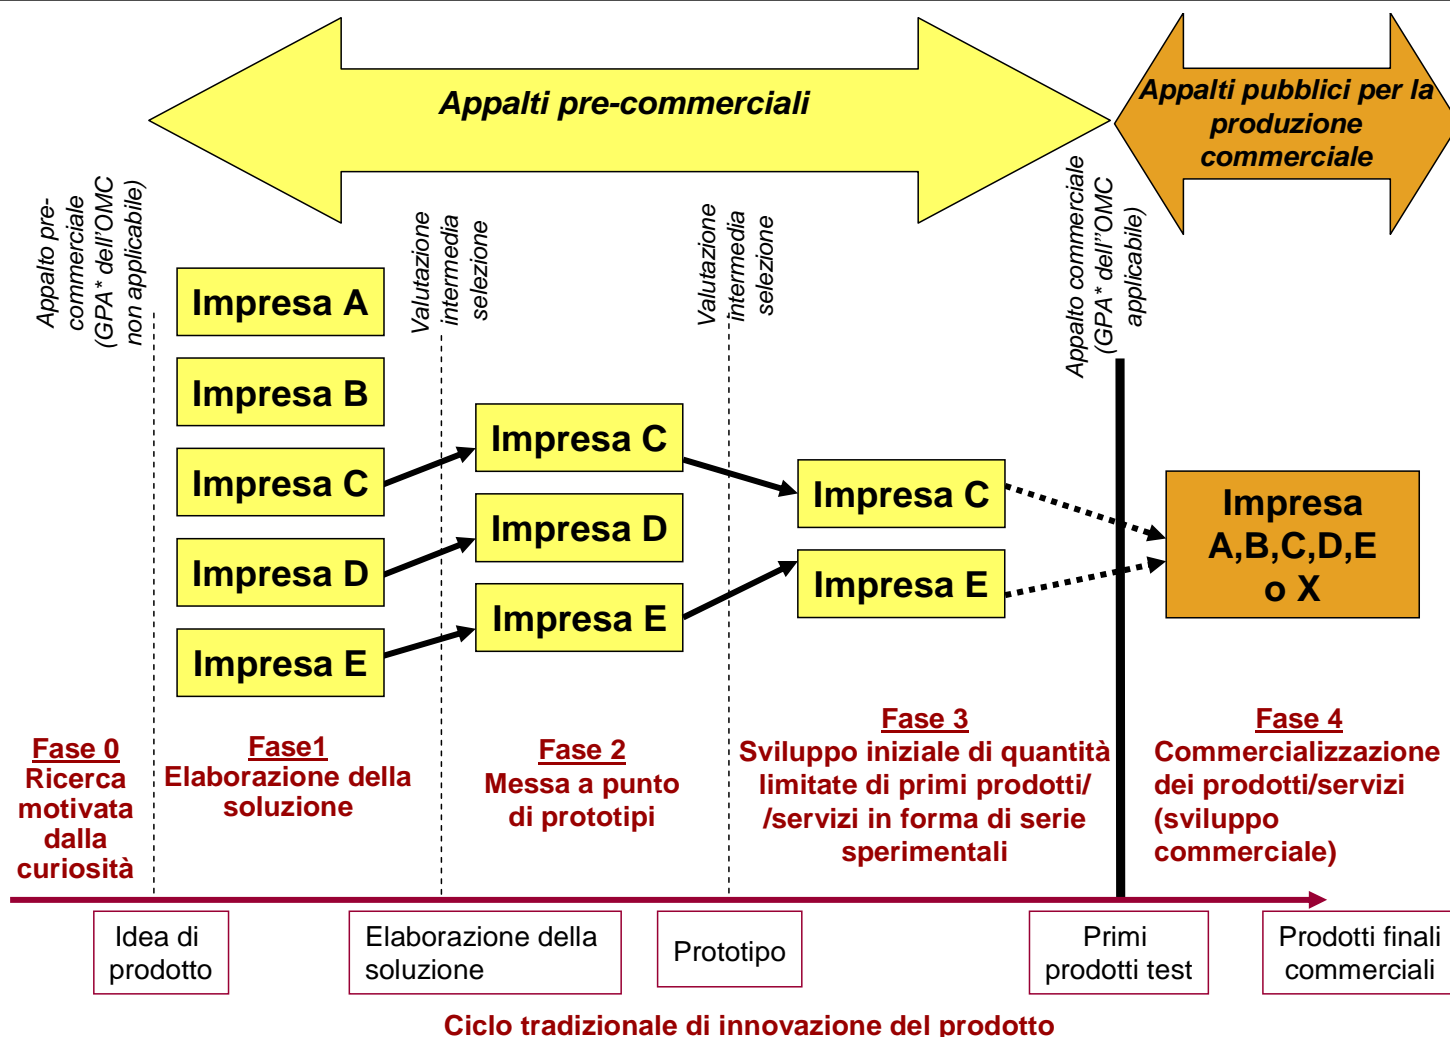 Appalti pre-commerciali
Appalti pubblici per la
produzione
commerciale
Appalto pre-
commerciale
(GPA* dell'OMC
non applicabile)
Valutazione
intermedia
selezione
Valutazione
intermedia
selezione
Appalto commerciale
(GPA* dell''OMC
applicabile)
Impresa A
Impresa B
Impresa C
Impresa D
Impresa E
Impresa C
Impresa D
Impresa E
Impresa C
Impresa E
Impresa
A,B,C,D,E
o X
Fase 0
Ricerca
motivata
dalla
curiosità
Fase1
Elaborazione della
soluzione
Fase 2
Messa a punto
di prototipi
Fase 3
Sviluppo iniziale di quantità
limitate di primi prodotti/
/servizi in forma di serie
sperimentali
Fase 4
Commercializzazione
dei prodotti/servizi
(sviluppo
commerciale)
Idea di
prodotto
Elaborazione della
soluzione
Prototipo
Primi
prodotti test
Prodotti finali
commerciali
Ciclo tradizionale di innovazione del prodotto